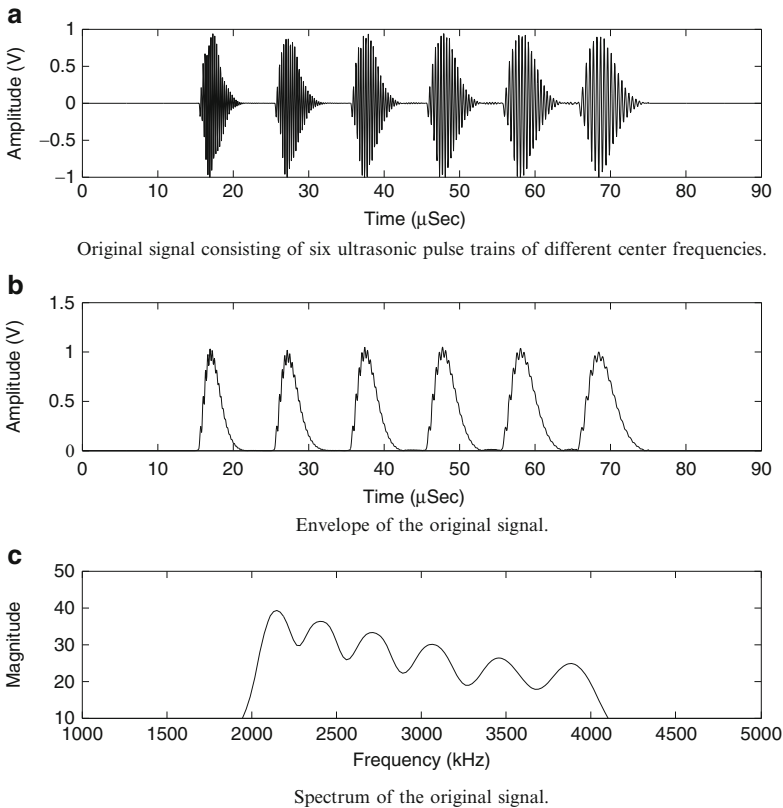 a
1
0.5
0
−0.5
−1
Amplitude (V)
0 10 20 30 40 50 60 70 80 90
Time (μSec)
Original signal consisting of six ultrasonic pulse trains of different center frequencies.
b
1.5
1
0.5
0
Amplitude (V)
0 10 20 30 40 50 60 70 80 90
Time (μSec)
Envelope of the original signal.
c
50
40
30
20
10
Magnitude
1000 1500 2000 2500 3000 3500 4000 4500 5000
Frequency (kHz)
Spectrum of the original signal.